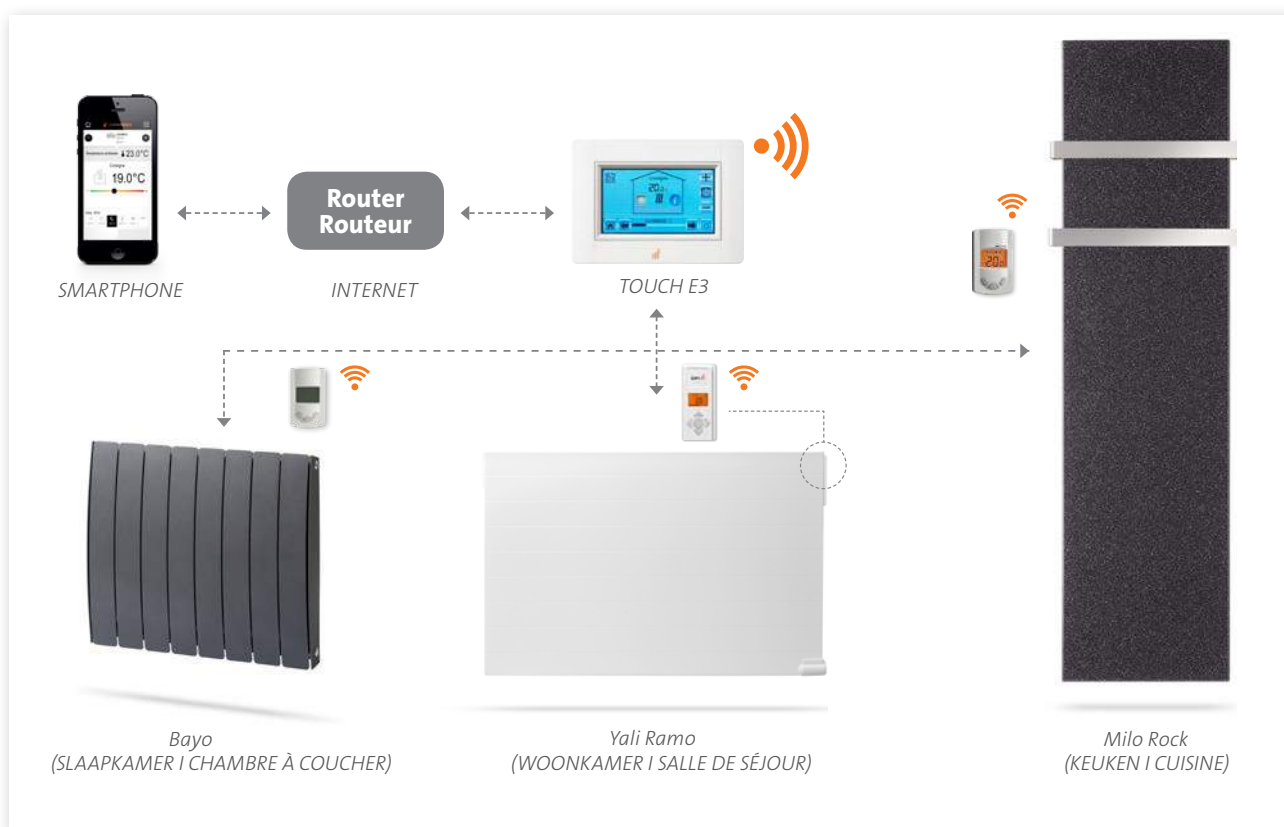 23.0°C
19.0°C
SMARTPHONE
Router
Routeur
INTERNET
20.
TOUCH E3
20.
Bayo
(SLAAPKAMER I CHAMBRE À COUCHER)
Yali Ramo
(WOONKAMER I SALLE DE SÉJOUR)
Milo Rock
(KEUKEN I CUISINE)